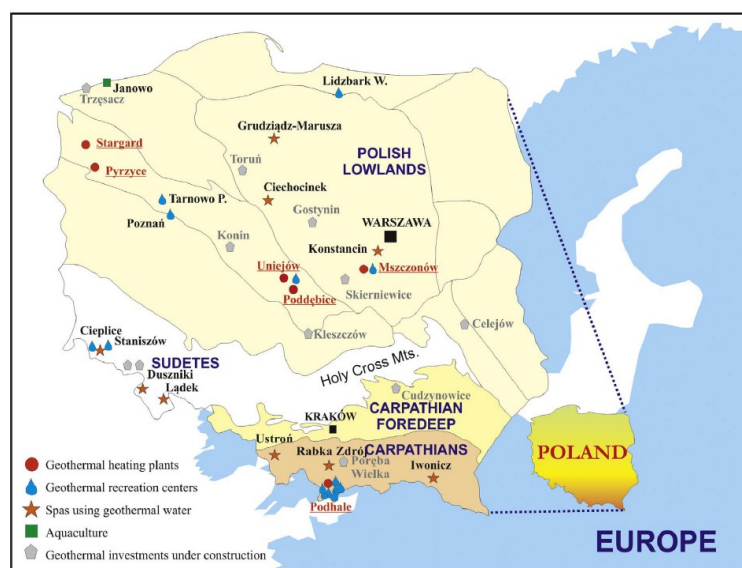 Janowo
Trzęsacz
Lidzbark W.
Grudziądz-Marusza
Stargard
Toruń
POLISH
LOWLANDS
Pyrzyce
Ciechocinek
Tarnowo P.
Gostynin
Poznań
WARSZAWA
Konin
Konstancin
Uniejów
Mszczonów
Poddębice
Skierniewice
Kleszczów
Celejów
Cieplice
Staniszów
SUDETES
Holy Cross Mts.
Duszniki
Lądek
Cudzynowice
KRAKÓW
CARPATHIAN
FOREDEEP
Ustroń
CARPATHIANS
Rabka Zdrój
Poręba
Wielka
Iwonicz
Podhale
POLAND
EUROPE
Geothermal heating plants
Geothermal recreation centers
Spas using geothermal water
Aquaculture
Geothermal investments under construction